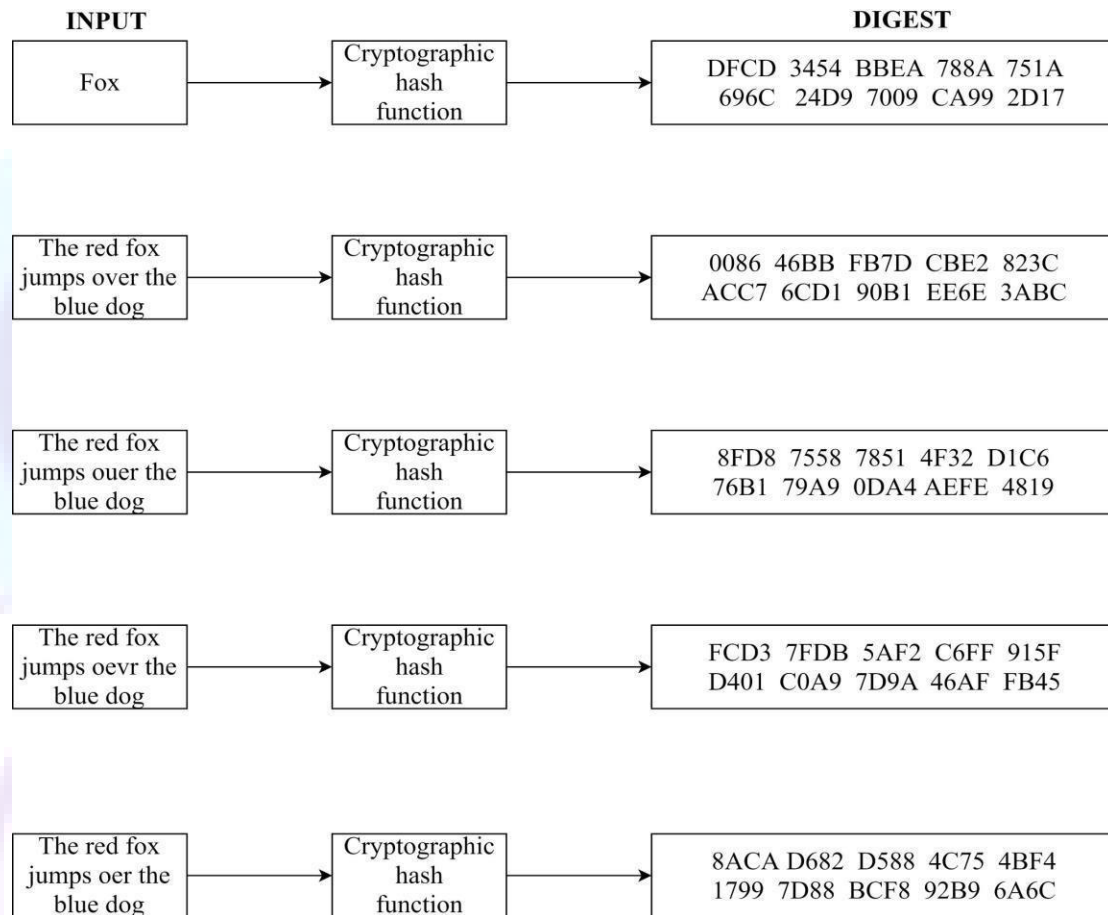 INPUT
DIGEST
Fox
Cryptographic
hash
function
DFCD 3454 BBEA 788A 751A
696C 24D9 7009 CA99 2D17
The red fox
jumps over the
blue dog
Cryptographic
hash
function
0086 46BB FB7D CBE2 823C
ACC7 6CD1 90B1 EE6E 3ABC
The red fox
jumps ouer the
blue dog
Cryptographic
hash
function
8FD8 7558 7851 4F32 D1C6
76B1 79A9 0DA4 AEFE 4819
The red fox
jumps oevr the
blue dog
Cryptographic
hash
function
FCD3 7FDB 5AF2 C6FF 915F
D401 C0A9 7D9A 46AF FB45
The red fox
jumps oer the
blue dog
Cryptographic
hash
function
8ACA D682 D588 4C75 4BF4
1799 7D88 BCF8 92B9 6A6C